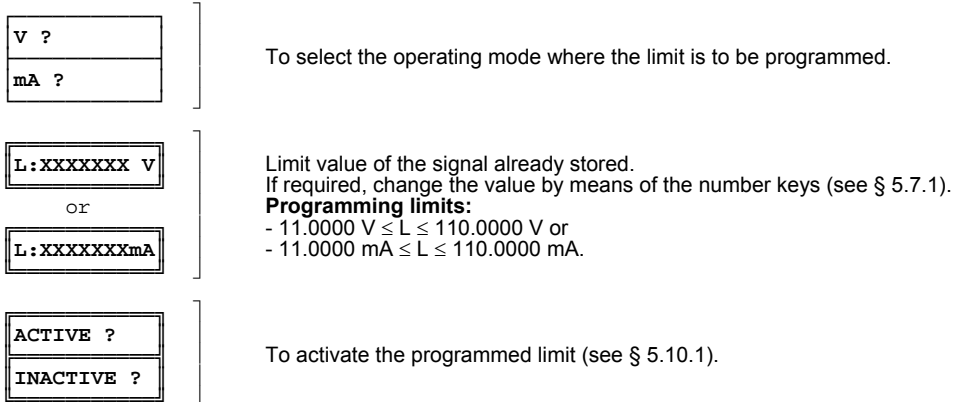 V ?
To select the operating mode where the limit is to be programmed.
mA ?
L:XXXXXXX V
or
L:XXXXXXXmA
Limit value of the signal already stored.
If required, change the value by means of the number keys (see § 5.7.1).
Programming limits:
- 11.0000 V ≤ L ≤ 110.0000 V or
- 11.0000 mA ≤ L ≤ 110.0000 mA.
ACTIVE ?
INACTIVE ?
To activate the programmed limit (see § 5.10.1).